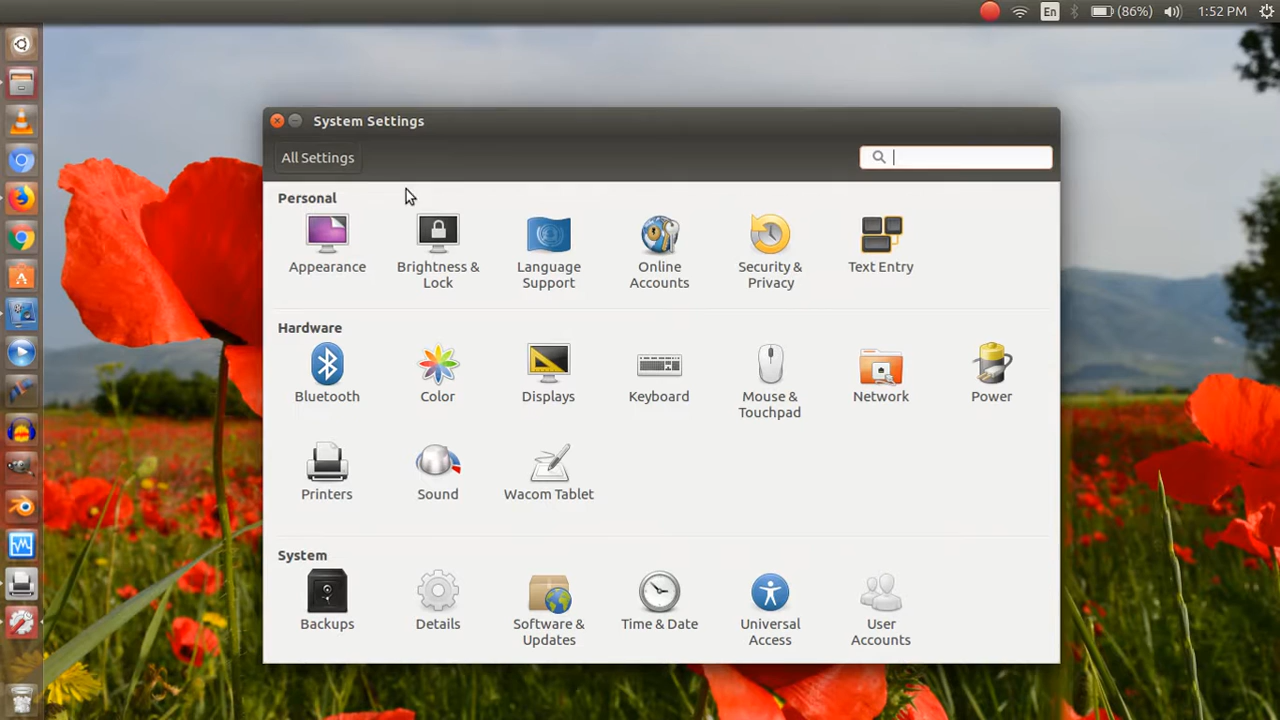 En (86%) 1:52 PM
System Settings
All Settings
Personal
Appearance Brightness & Lock Language Support Online Accounts Security & Privacy Text Entry
Hardware
Bluetooth Color Displays Keyboard Mouse & Touchpad Network Power
Printers Sound Wacom Tablet
System
Backups Details Software & Updates Time & Date Universal Access User Accounts